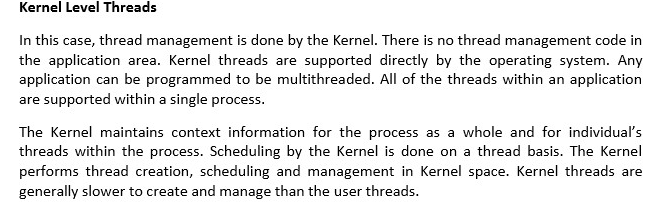 Kernel Level Threads
In this case, thread management is done by the Kernel. There is no thread management code in
the application area. Kernel threads are supported directly by the operating system. Any
application can be programmed to be multithreaded. All of the threads within an application
are supported within a single process.
The Kernel maintains context information for the process as a whole and for individual's
threads within the process. Scheduling by the Kernel is done on a thread basis. The Kernel
performs thread creation, scheduling and management in Kernel space. Kernel threads are
generally slower to create and manage than the user threads.